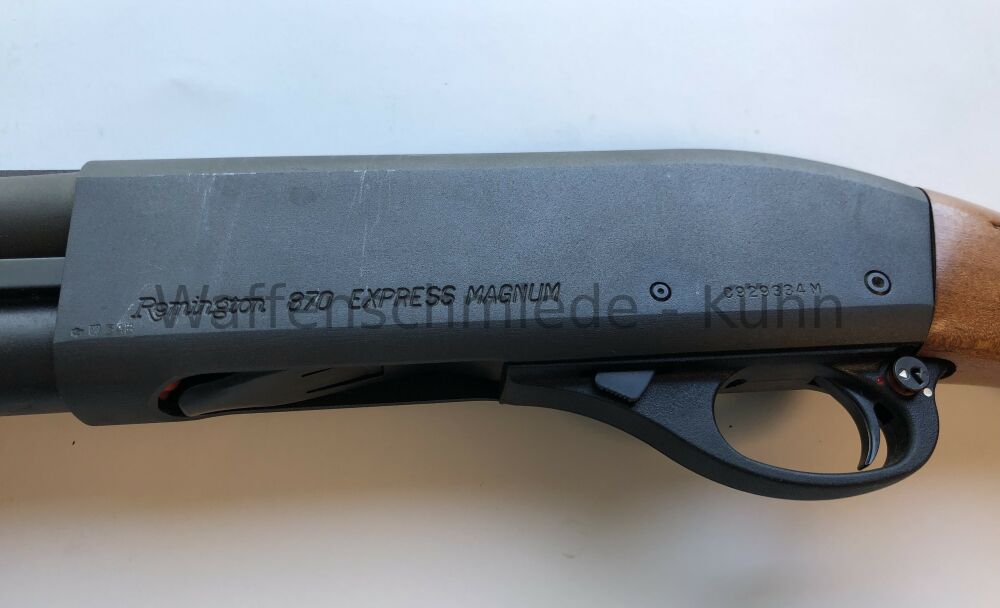 Remington 870 EXPRESS MAGNUM
Waffenschmiede - Kuhn